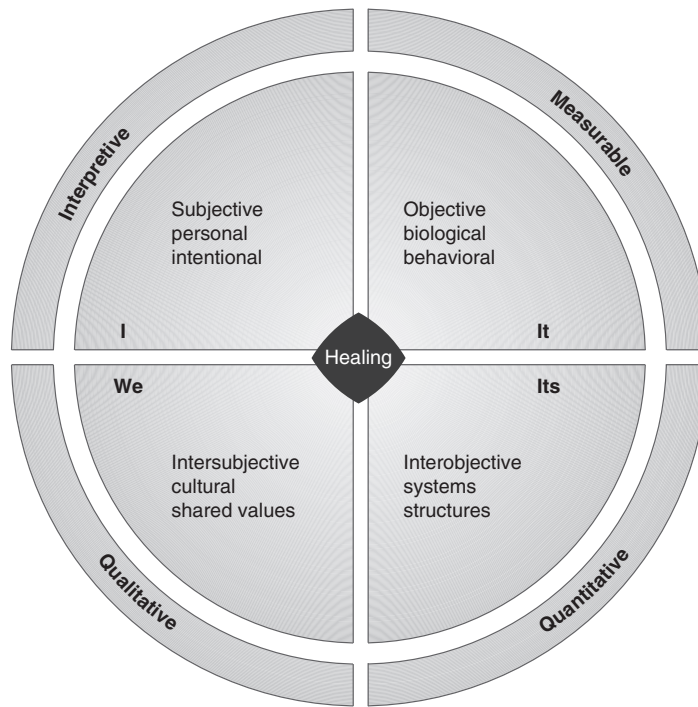 Interpretive
Measurable
Subjective
personal
intentional
Objective
biological
behavioral
I
It
Healing
We
Its
Intersubjective
cultural
shared values
Interobjective
systems
structures
Qualitative
Quantitative